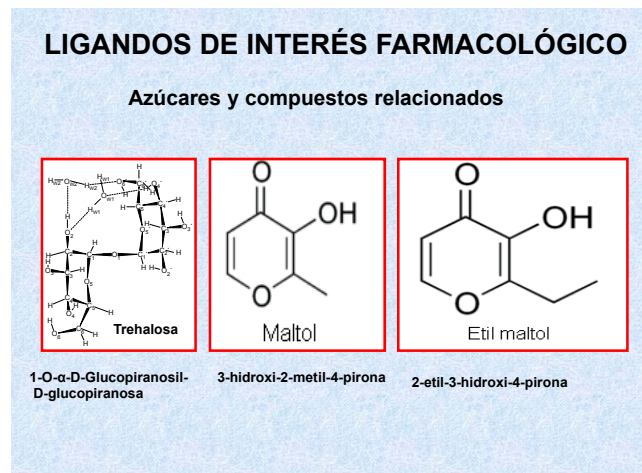 LIGANDOS DE INTERÉS FARMACOLÓGICO
Azúcares y compuestos relacionados
Trehalosa
O
OH
O
Maltol
O
OH
O
Etil maltol
1-O-α-D-Glucopiranosil-
D-glucopiranosa
3-hidroxi-2-metil-4-pirona
2-etil-3-hidroxi-4-pirona